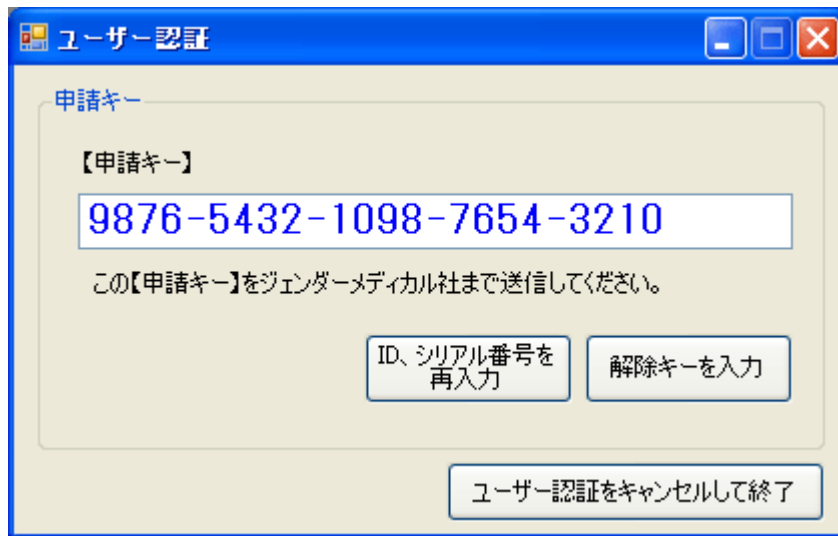 ユーザー認証
申請キー
【申請キー】
9876-5432-1098-7654-3210
この【申請キー】をジェンダーメディカル社まで送信してください。
ID、シリアル番号を
再入力
解除キーを入力
ユーザー認証をキャンセルして終了